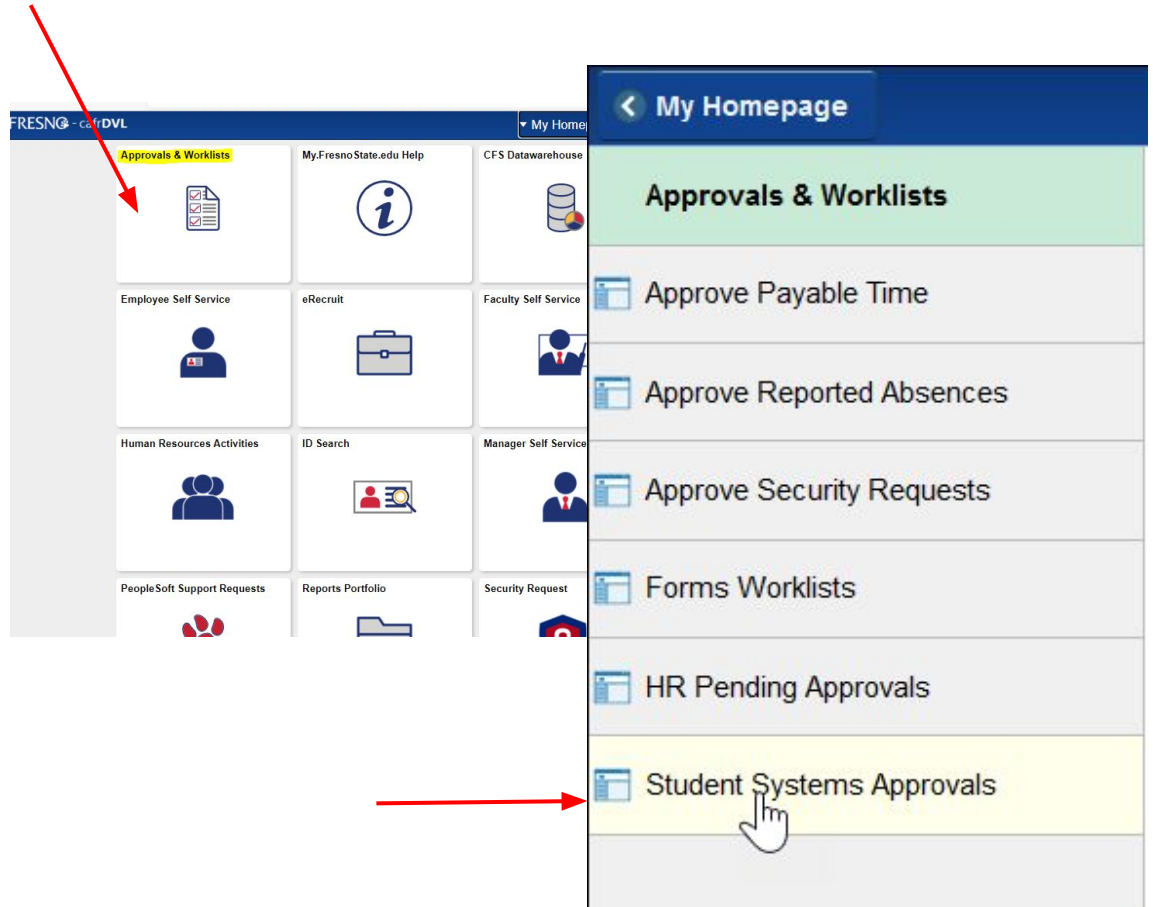 FRESNO - cafrDVL
My Home
Approvals & Worklists
My.FresnoState.edu Help
CFS Datawarehouse
Employee Self Service
eRecruit
Faculty Self Service
Human Resources Activities
ID Search
Manager Self Service
PeopleSoft Support Requests
Reports Portfolio
Security Request
My Homepage
Approvals & Worklists
Approve Payable Time
Approve Reported Absences
Approve Security Requests
Forms Worklists
HR Pending Approvals
Student Systems Approvals